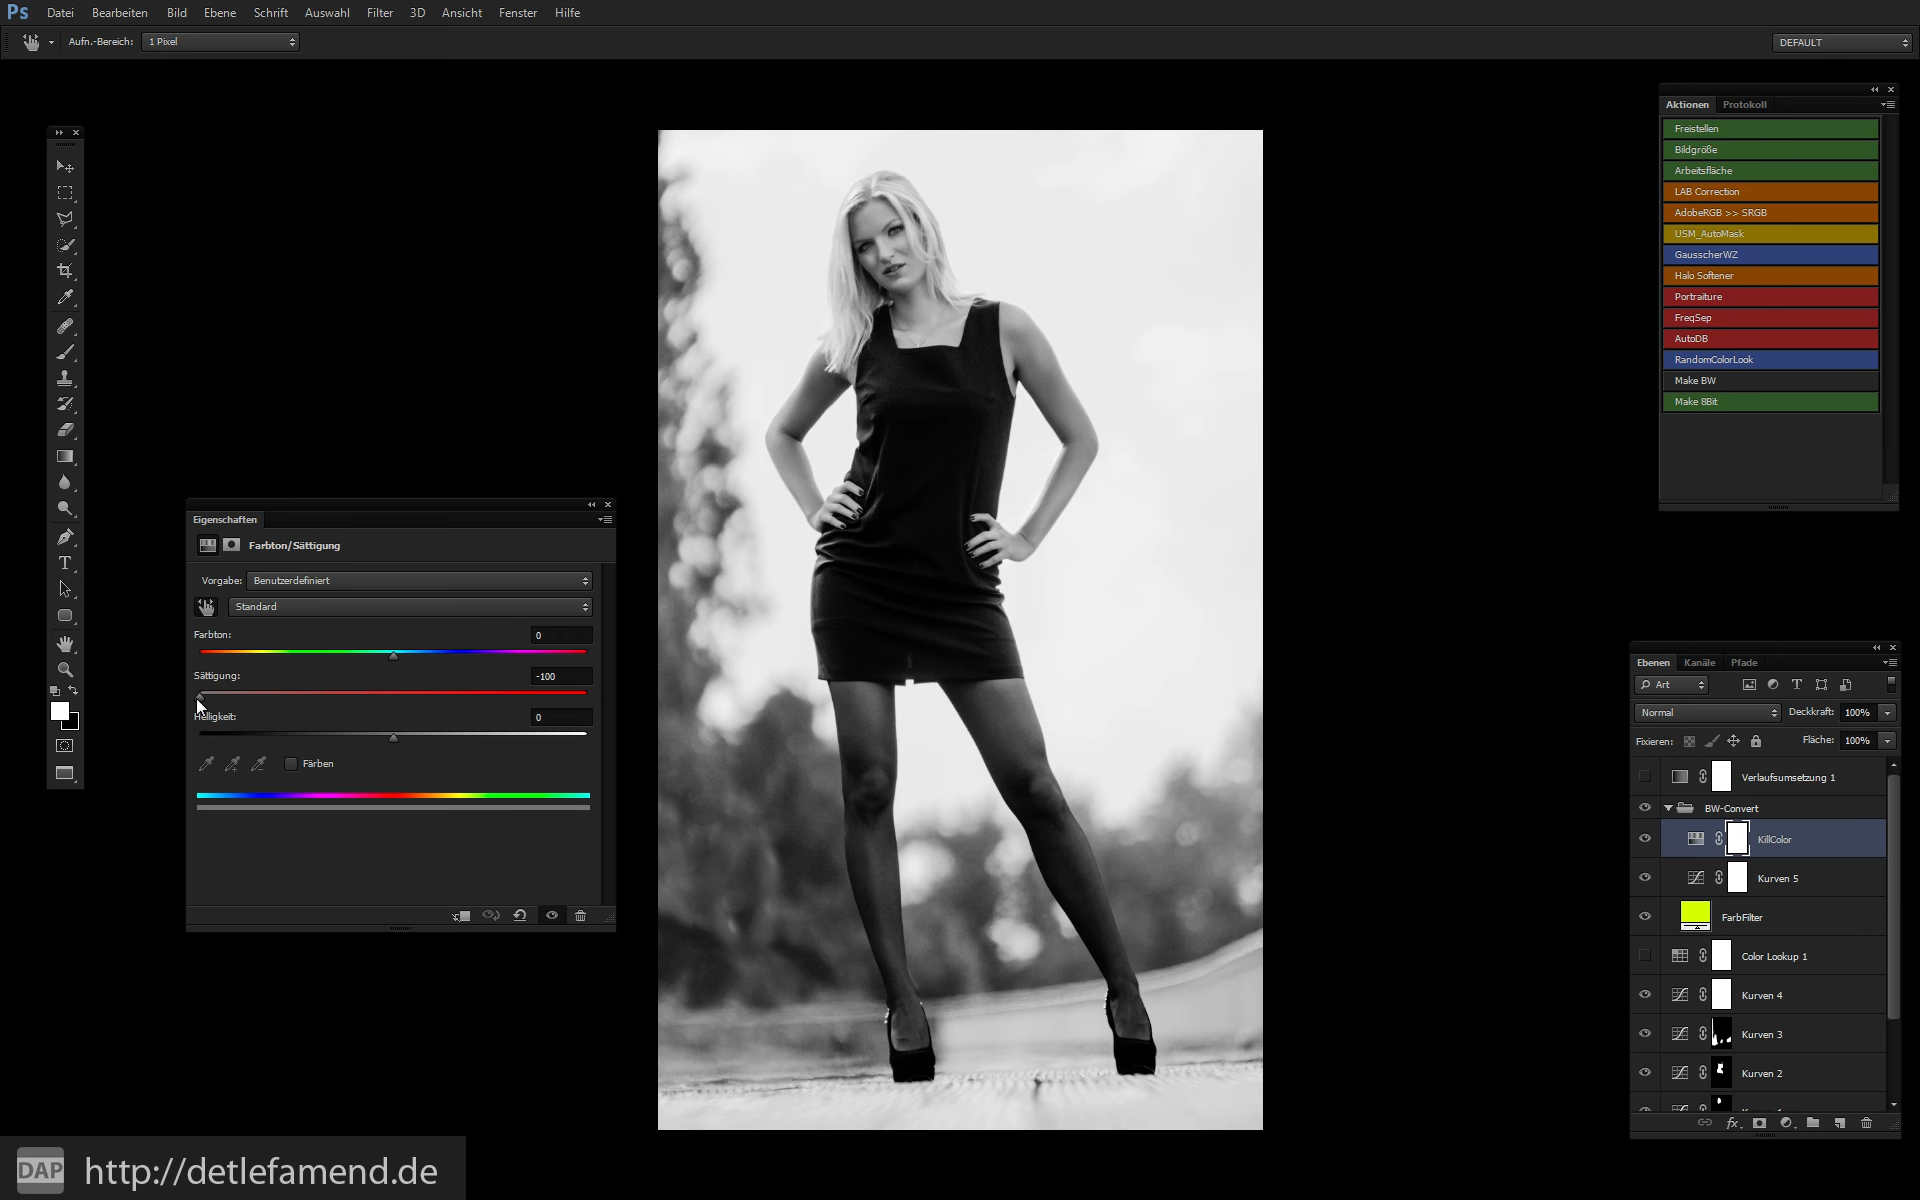 Ps Datei Bearbeiten Bild Ebene Schrift Auswahl Filter 3D Ansicht Fenster Hilfe
Aufn.-Bereich: 1 Pixel
DEFAULT
Aktionen Protokoll
Freistellen
Bildgröße
Arbeitsfläche
LAB Correction
AdobeRGB >> SRGB
USM_AutoMask
GausscherWZ
Halo Softener
Portraiture
FreqSep
AutoDB
RandomColorLook
Make BW
Make 8Bit
Eigenschaften
Farbton/Sättigung
Vorgabe: Benutzerdefiniert
Standard
Farbton: 0
Sättigung: -100
Helligkeit: 0
Färben
Ebenen Kanäle Pfade
Art
Normal Deckkraft: 100%
Fixieren: Fläche: 100%
Verlaufsumsetzung 1
BW-Convert
KillColor
Kurven 5
FarbFilter
Color Lookup 1
Kurven 4
Kurven 3
Kurven 2
DAP http://detlefamend.de